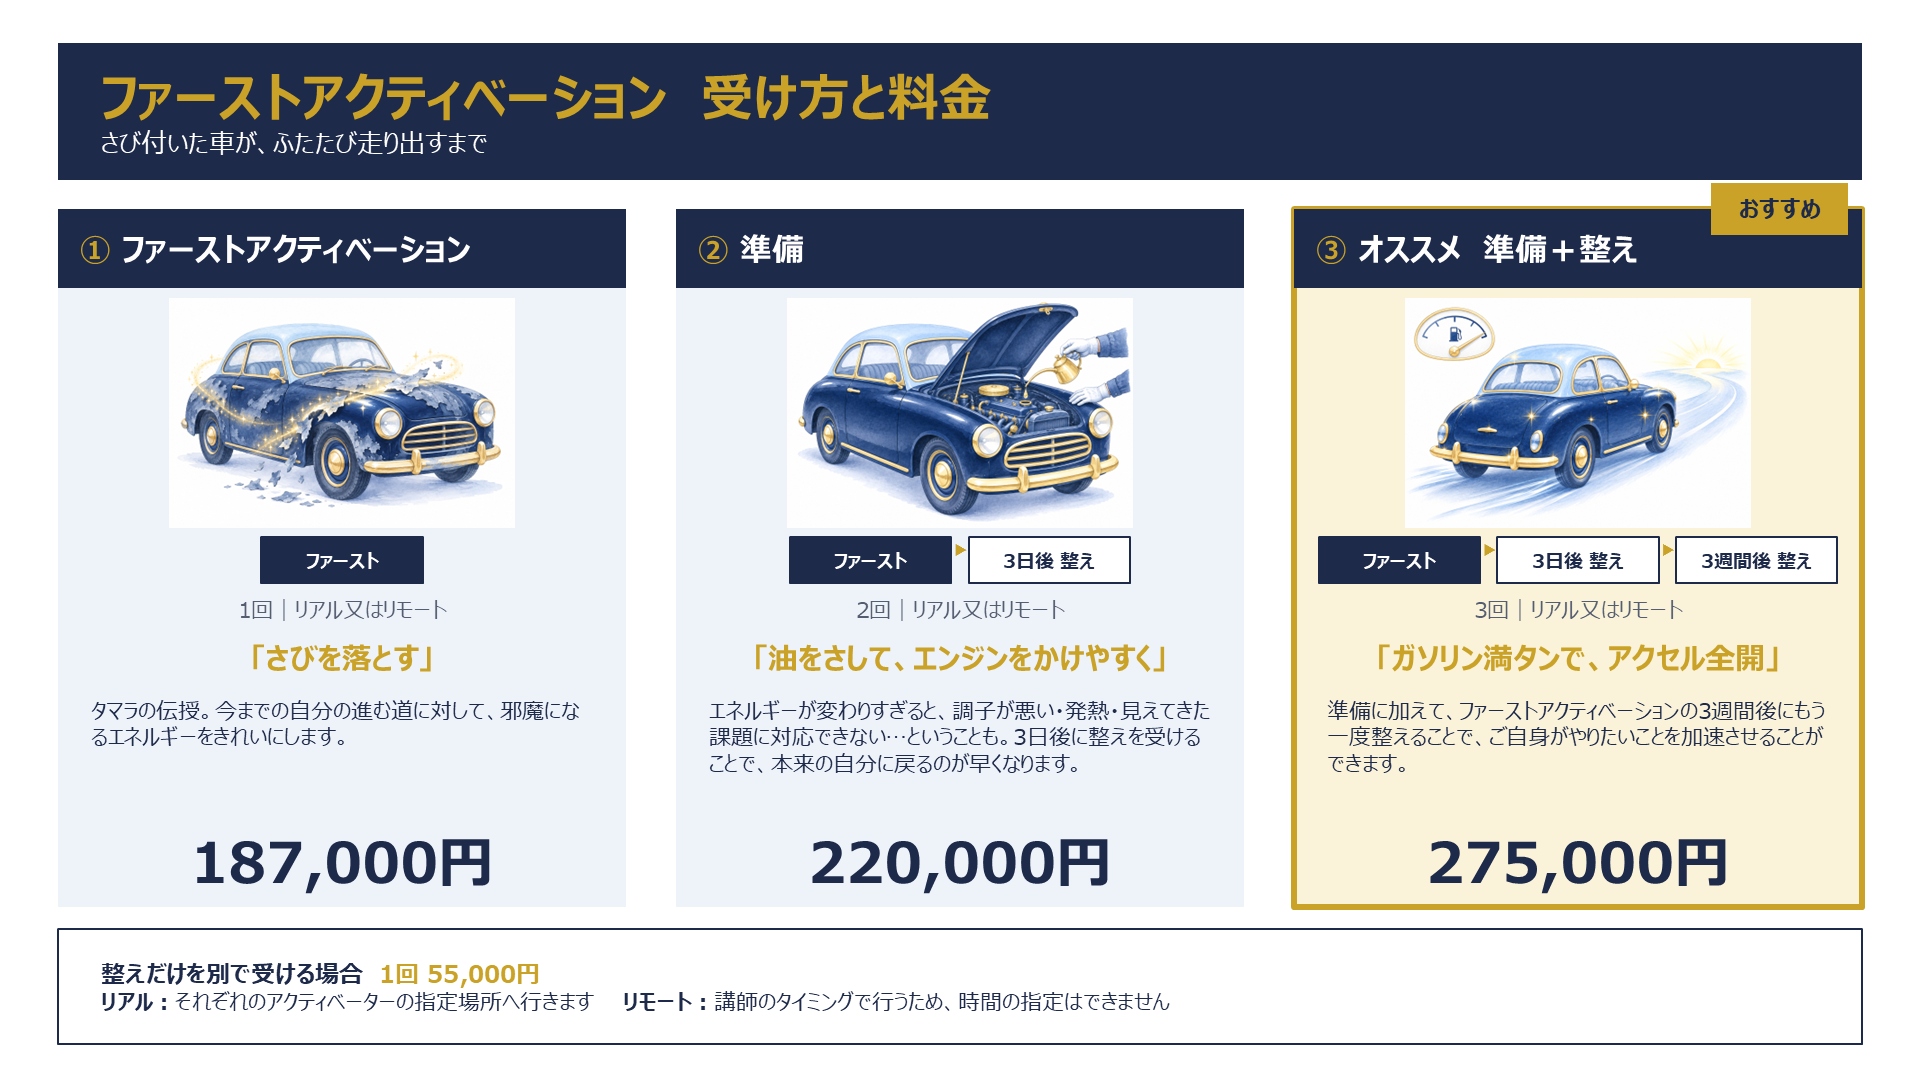 ファーストアクティベーション 受け方と料金
さび付いた車が、ふたたび走り出すまで
① ファーストアクティベーション
ファースト
1回｜リアル又はリモート
「さびを落とす」
タマラの伝授。今までの自分の進む道に対して、邪魔にな
るエネルギーをきれいにします。
187,000円
② 準備
ファースト
3日後 整え
2回｜リアル又はリモート
「油をさして、エンジンをかけやすく」
エネルギーが変わりすぎると、調子が悪い・発熱・見えてきた
課題に対応できない…ということも。3日後に整えを受ける
ことで、本来の自分に戻るのが早くなります。
220,000円
おすすめ
③ オススメ 準備＋整え
ファースト
3日後 整え
3週間後 整え
3回｜リアル又はリモート
「ガソリン満タンで、アクセル全開」
準備に加えて、ファーストアクティベーションの3週間後にもう
一度整えることで、ご自身がやりたいことを加速させることが
できます。
275,000円
整えだけを別で受ける場合 1回 55,000円
リアル：それぞれのアクティベーターの指定場所へ行きます リモート：講師のタイミングで行うため、時間の指定はできません